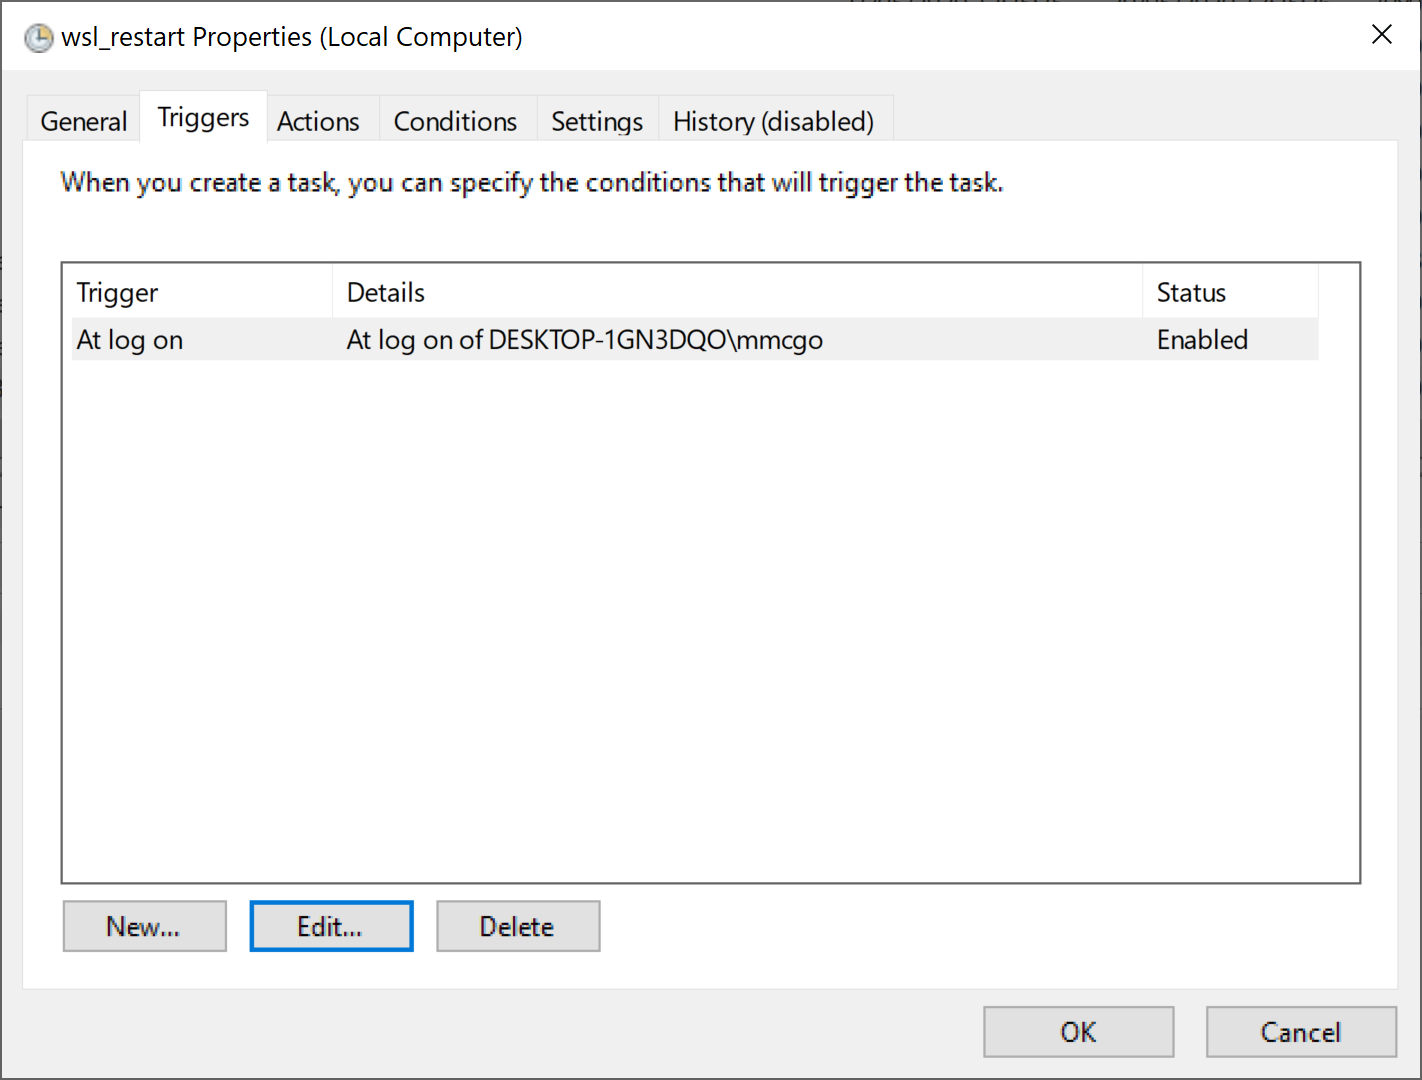 wsl_restart Properties (Local Computer)
General Triggers Actions Conditions Settings History (disabled)
When you create a task, you can specify the conditions that will trigger the task.
Trigger Details Status
At log on At log on of DESKTOP-1GN3DQO\mmcgo Enabled
New... Edit... Delete
OK Cancel